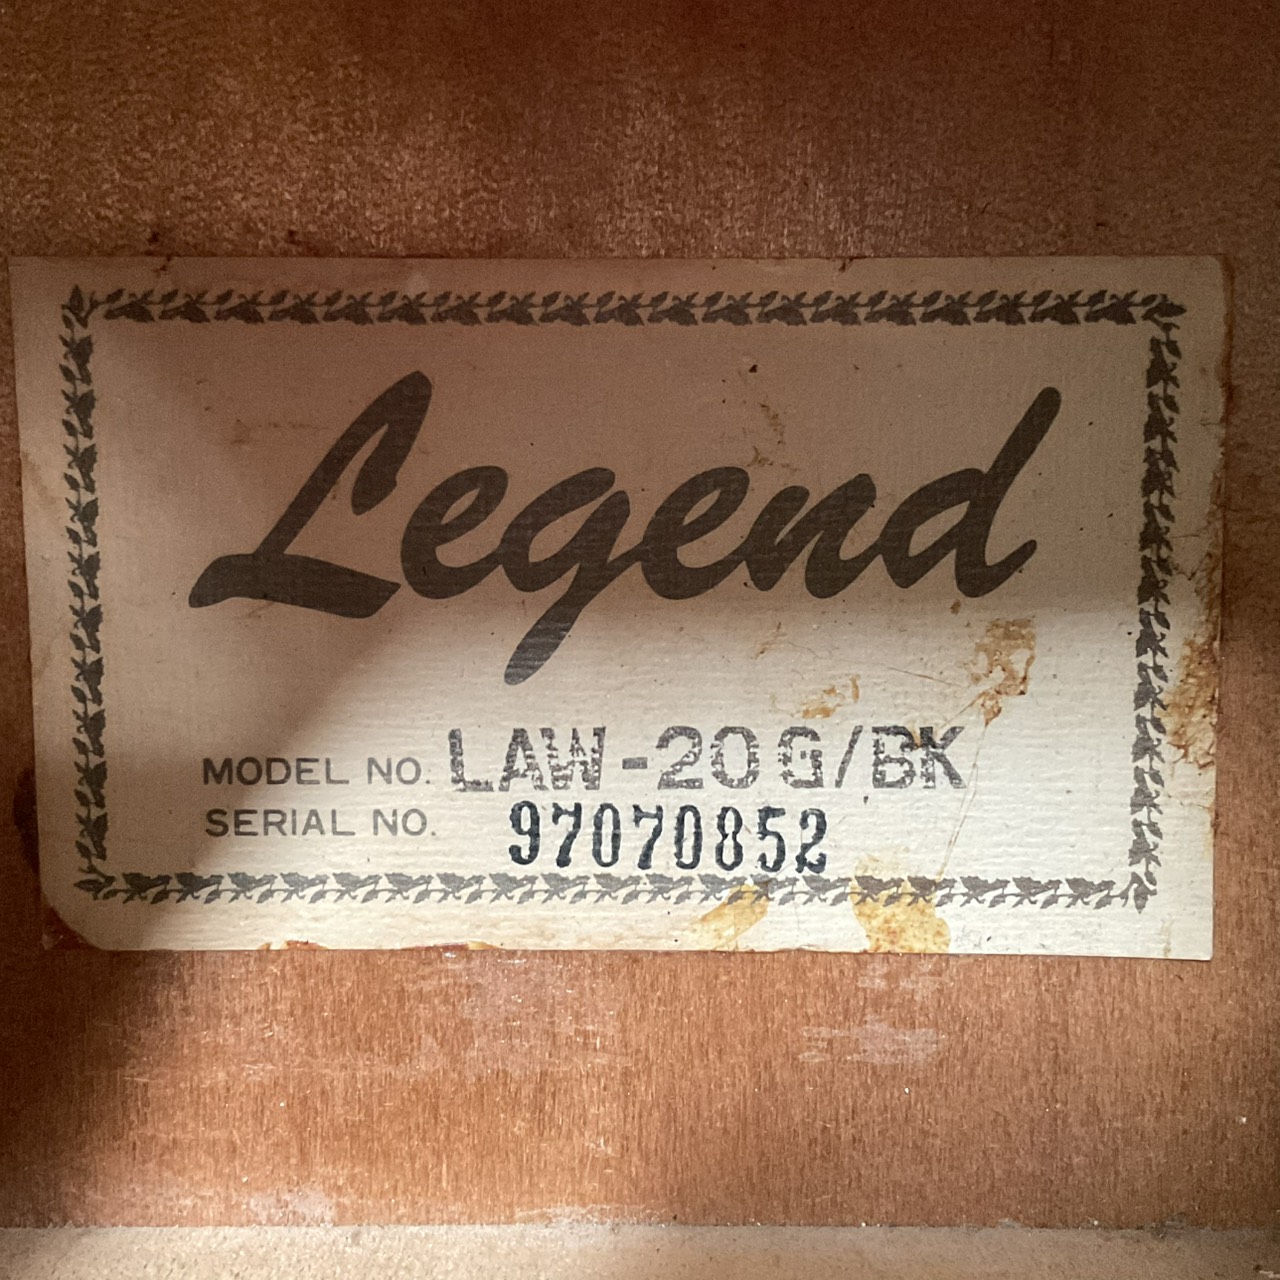 Legend
MODEL NO. LAW-20G/BK
SERIAL NO. 97070852